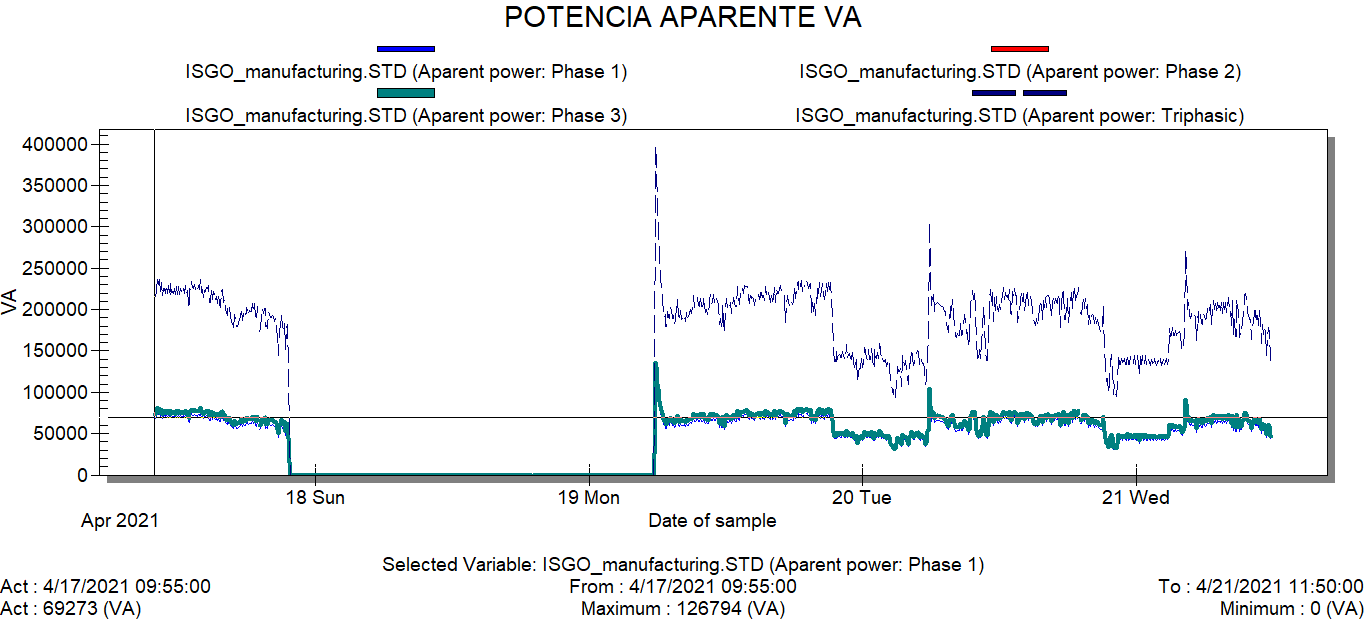 POTENCIA APARENTE VA
ISGO_manufacturing.STD (Aparent power: Phase 1)
ISGO_manufacturing.STD (Aparent power: Phase 2)
ISGO_manufacturing.STD (Aparent power: Phase 3)
ISGO_manufacturing.STD (Aparent power: Triphasic)
400000
350000
300000
250000
200000
150000
100000
50000
0
VA
18 Sun
19 Mon
20 Tue
21 Wed
Apr 2021
Date of sample
Selected Variable: ISGO_manufacturing.STD (Aparent power: Phase 1)
Act : 4/17/2021 09:55:00
From : 4/17/2021 09:55:00
To : 4/21/2021 11:50:00
Act : 69273 (VA)
Maximum : 126794 (VA)
Minimum : 0 (VA)